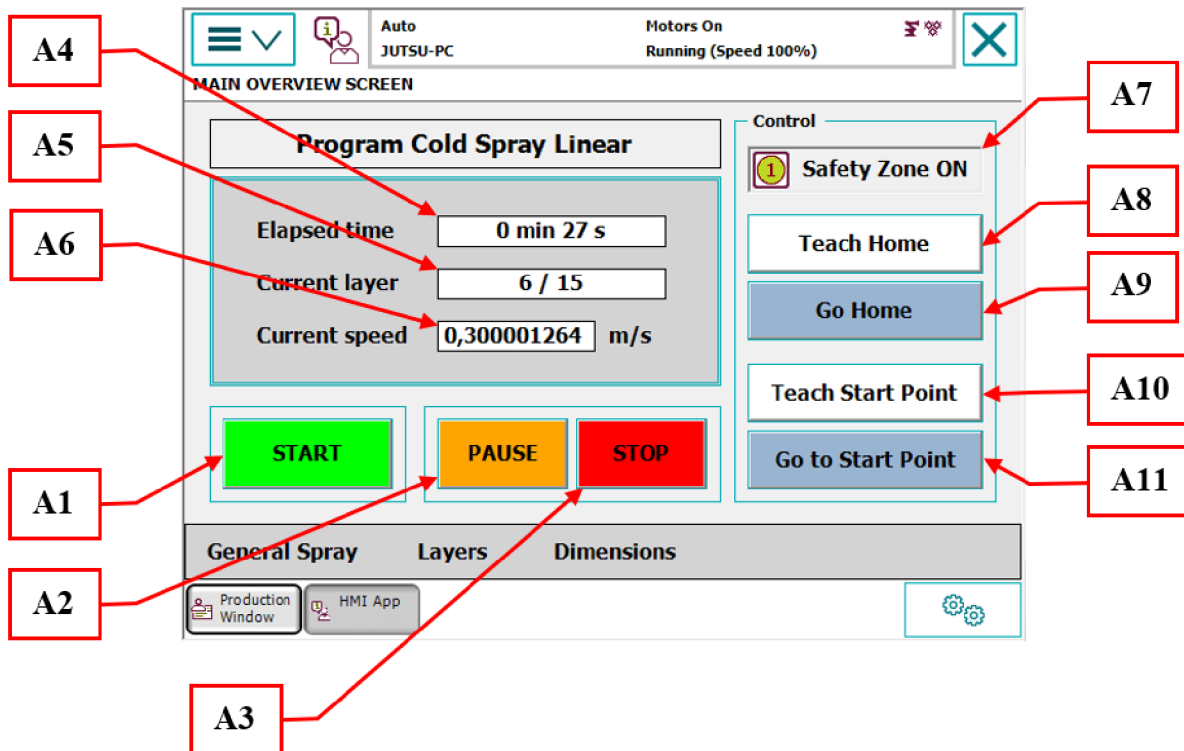 Auto
Motors On
JUTSU-PC
Running (Speed 100%)
MAIN OVERVIEW SCREEN
A4
A5
A6
A7
A8
A9
A10
A11
A1
A2
A3
Program Cold Spray Linear
Elapsed time
0 min 27 s
Current layer
6 / 15
Current speed
0,300001264
m/s
START
PAUSE
STOP
Control
1
Safety Zone ON
Teach Home
Go Home
Teach Start Point
Go to Start Point
General Spray
Layers
Dimensions
Production
Window
HMI App